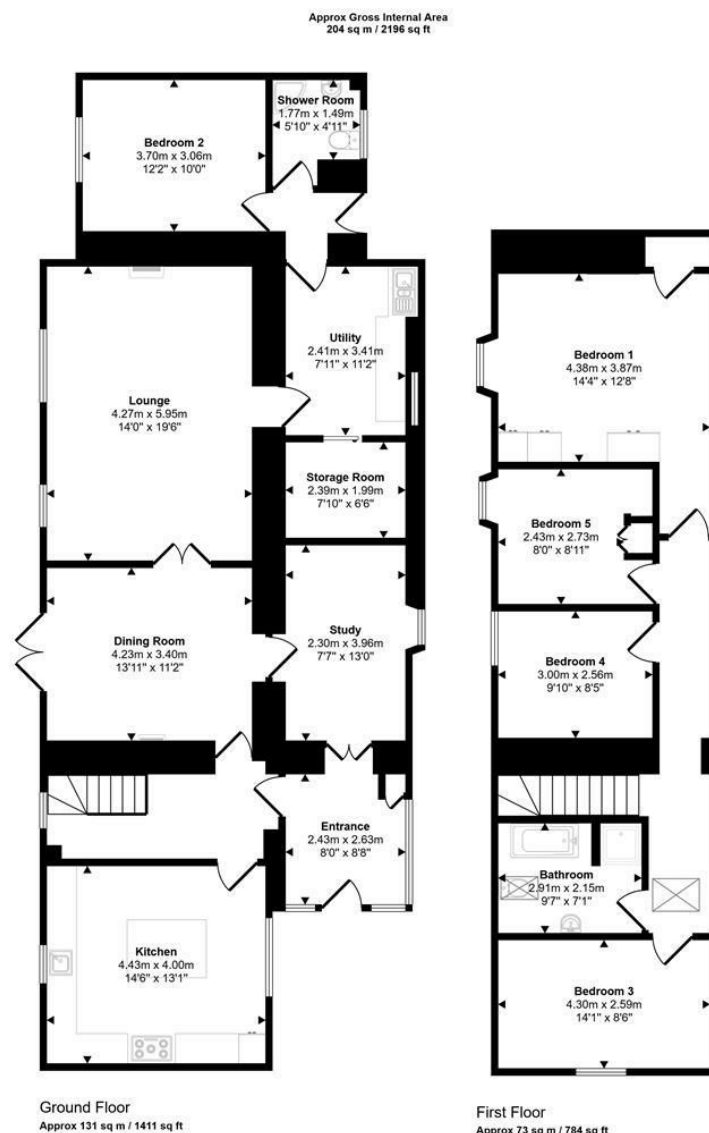 Approx Gross Internal Area
204 sq m / 2196 sq ft
Shower Room
1.77m x 1.49m
5'10" x 4'11"
Bedroom 2
3.70m x 3.06m
12'2" x 10'0"
Utility
2.41m x 3.41m
7'11" x 11'2"
Lounge
4.27m x 5.95m
14'0" x 19'6"
Storage Room
2.39m x 1.99m
7'10" x 6'6"
Study
2.30m x 3.96m
7'7" x 13'0"
Dining Room
4.23m x 3.40m
13'11" x 11'2"
Entrance
2.43m x 2.63m
8'0" x 8'8"
Kitchen
4.43m x 4.00m
14'6" x 13'1"
Ground Floor
Approx 131 sq m / 1411 sq ft
Bedroom 1
4.38m x 3.87m
14'4" x 12'8"
Bedroom 5
2.43m x 2.73m
8'0" x 8'11"
Bedroom 4
3.00m x 2.56m
9'10" x 8'5"
Bathroom
2.91m x 2.15m
9'7" x 7'1"
Bedroom 3
4.30m x 2.59m
14'1" x 8'6"
First Floor
Approx 73 sq m / 784 sq ft